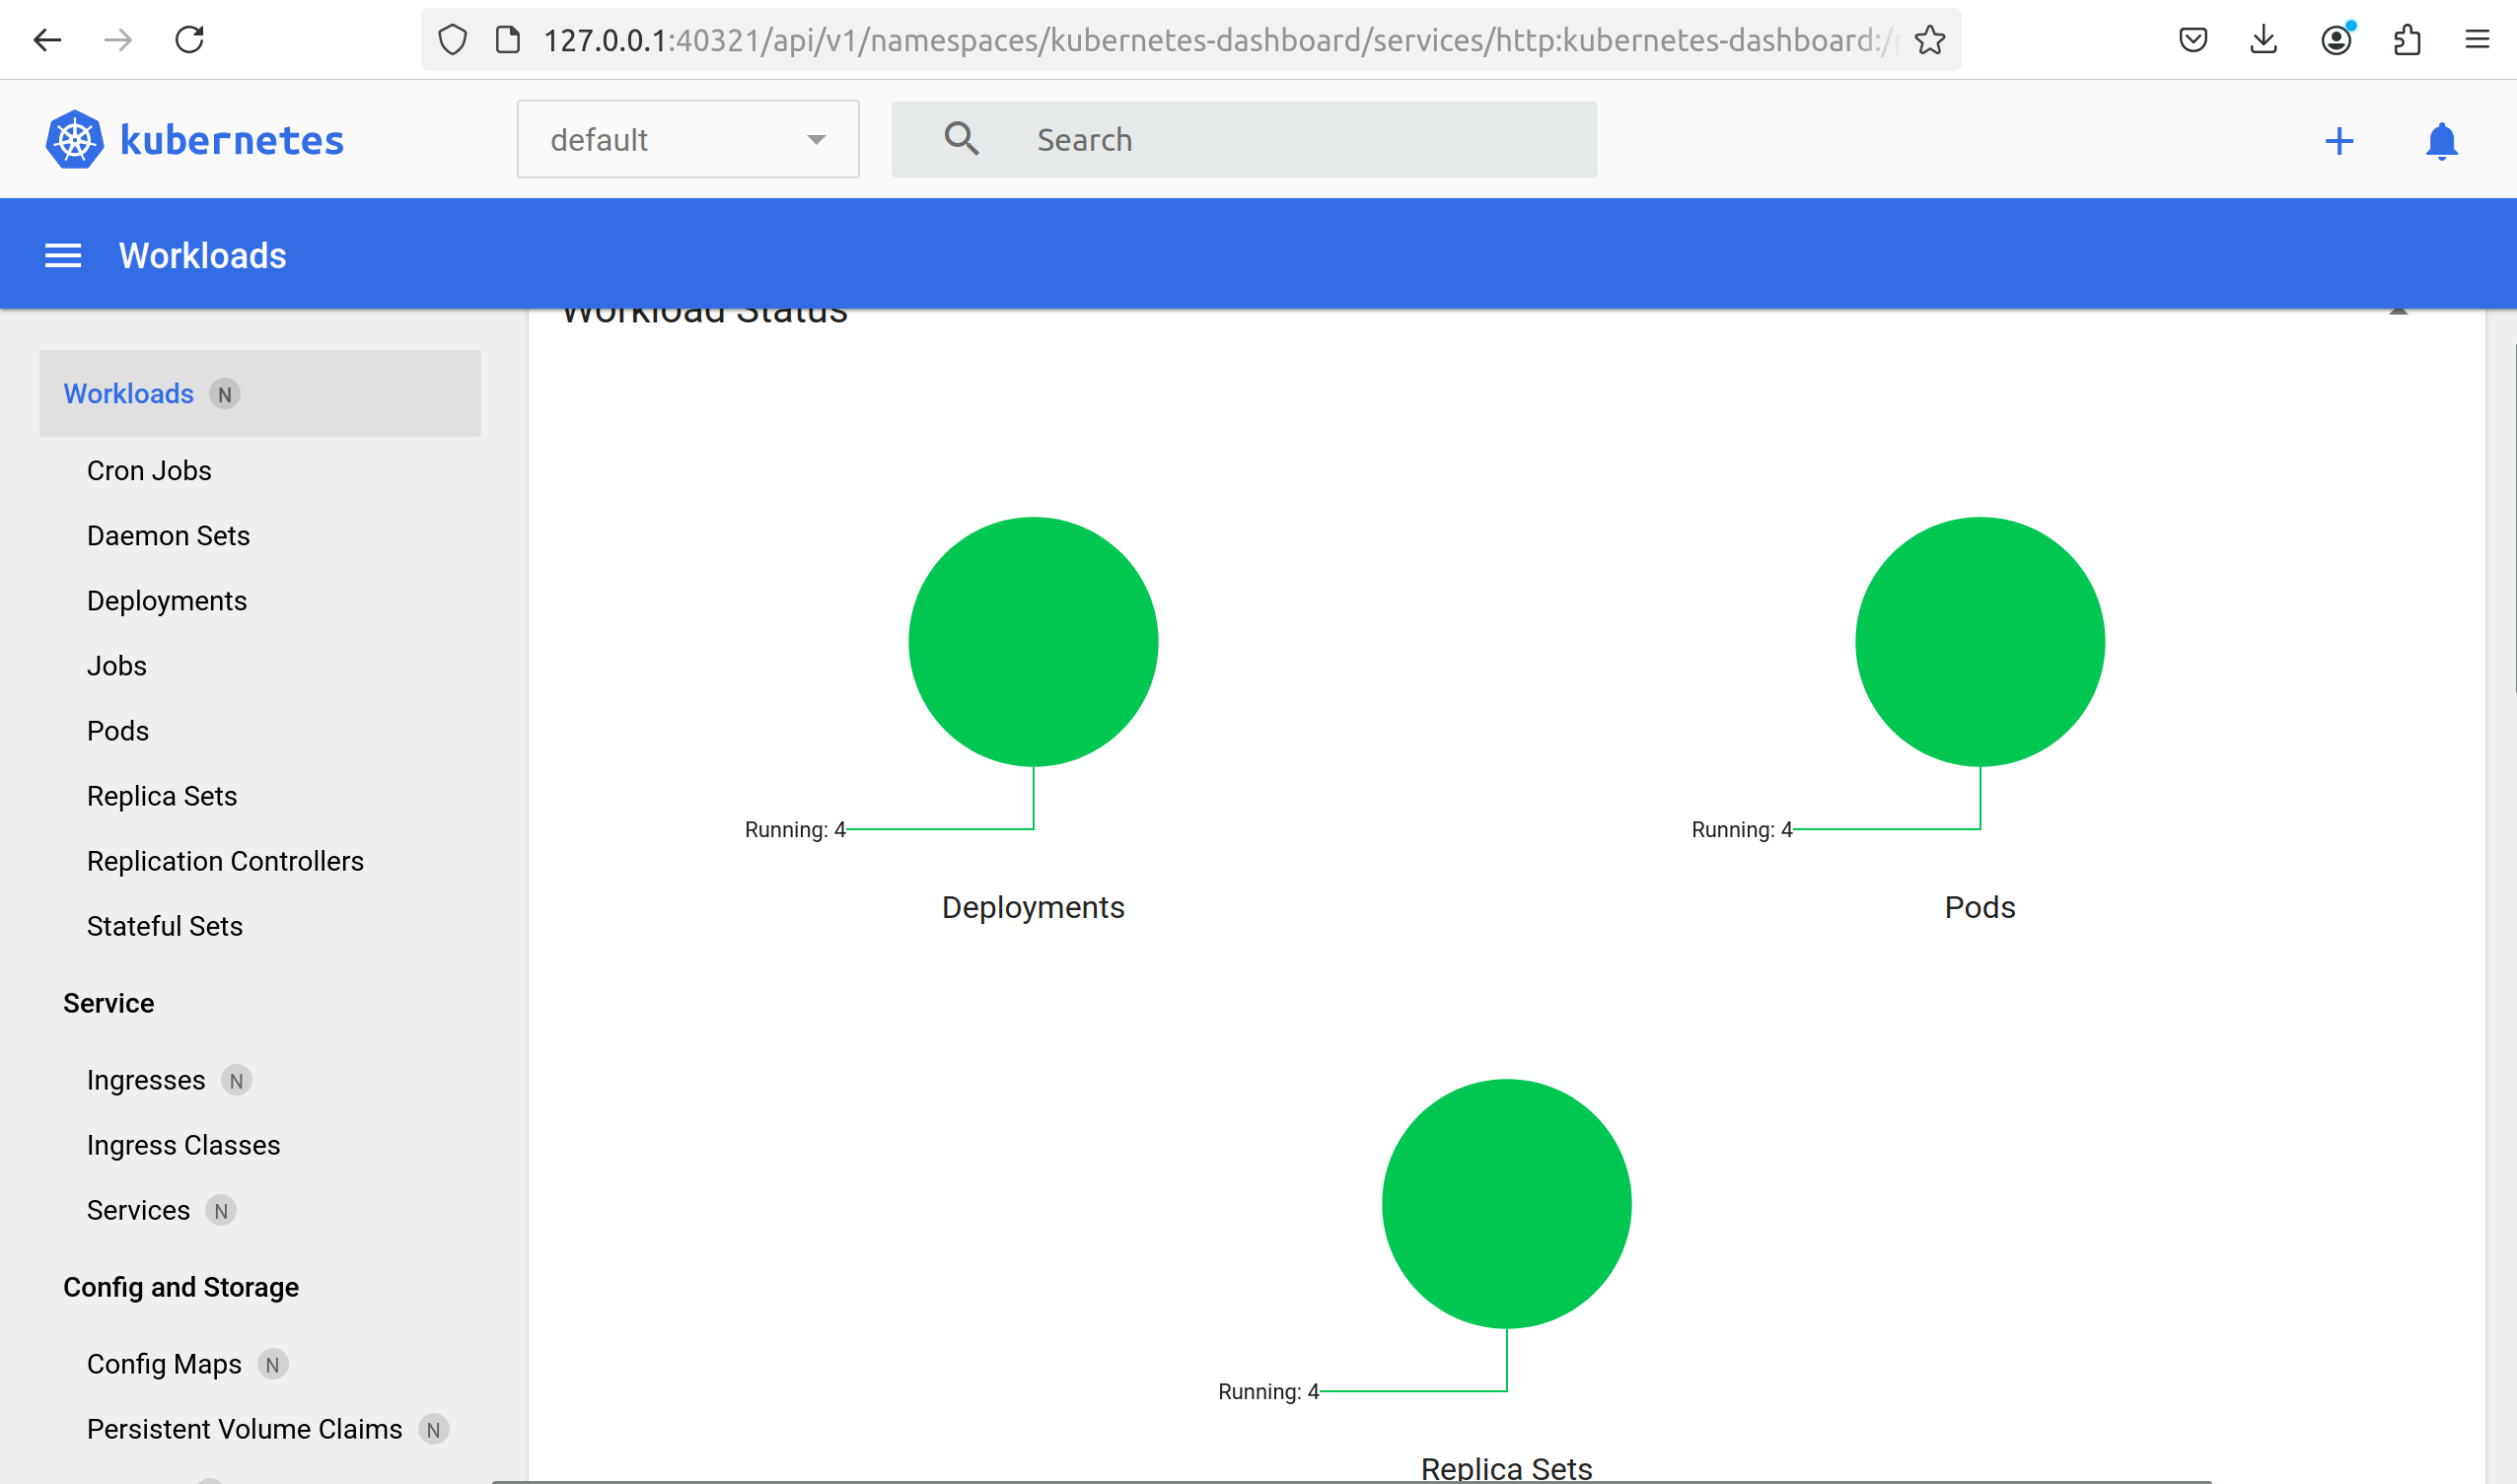 127.0.0.1:40321/api/v1/namespaces/kubernetes-dashboard/services/http:kubernetes-dashboard:/
kubernetes
default
Search
Workloads
Workload Status
Workloads N
Cron Jobs
Daemon Sets
Deployments
Jobs
Pods
Replica Sets
Replication Controllers
Stateful Sets
Service
Ingresses N
Ingress Classes
Services N
Config and Storage
Config Maps N
Persistent Volume Claims N
Running: 4
Deployments
Running: 4
Pods
Running: 4
Replica Sets